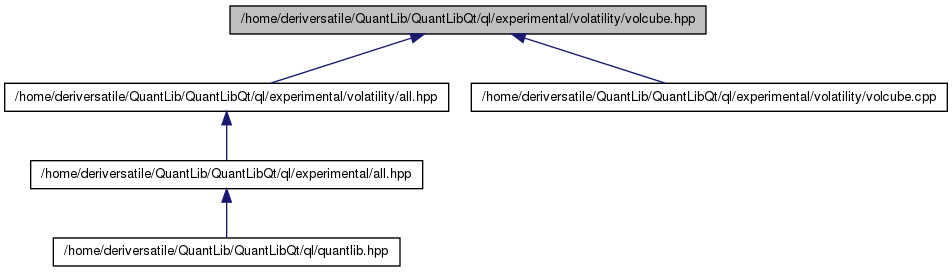 /home/deriversatile/QuantLib/QuantLibQt/ql/experimental/volatility/volcube.hpp
/home/deriversatile/QuantLib/QuantLibQt/ql/experimental/volatility/all.hpp
/home/deriversatile/QuantLib/QuantLibQt/ql/experimental/volatility/volcube.cpp
/home/deriversatile/QuantLib/QuantLibQt/ql/experimental/all.hpp
/home/deriversatile/QuantLib/QuantLibQt/ql/quantlib.hpp